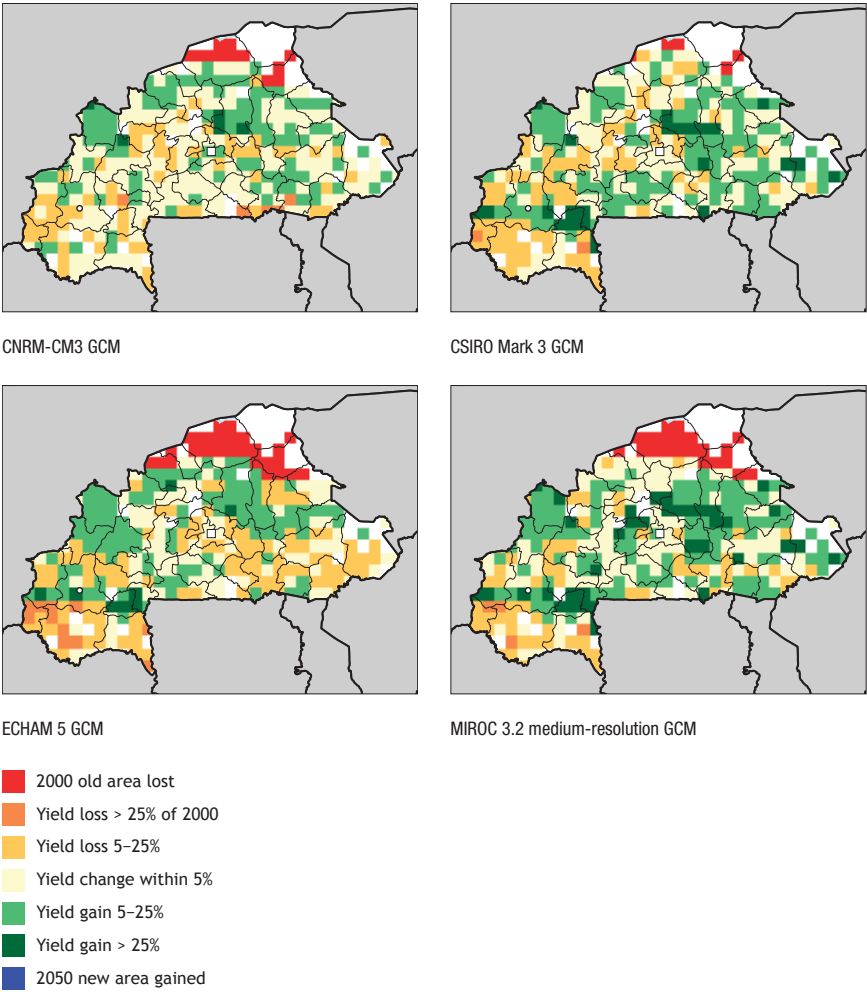 CNRM-CM3 GCM
CSIRO Mark 3 GCM
ECHAM 5 GCM
MIROC 3.2 medium-resolution GCM
2000 old area lost
Yield loss > 25% of 2000
Yield loss 5–25%
Yield change within 5%
Yield gain 5–25%
Yield gain > 25%
2050 new area gained